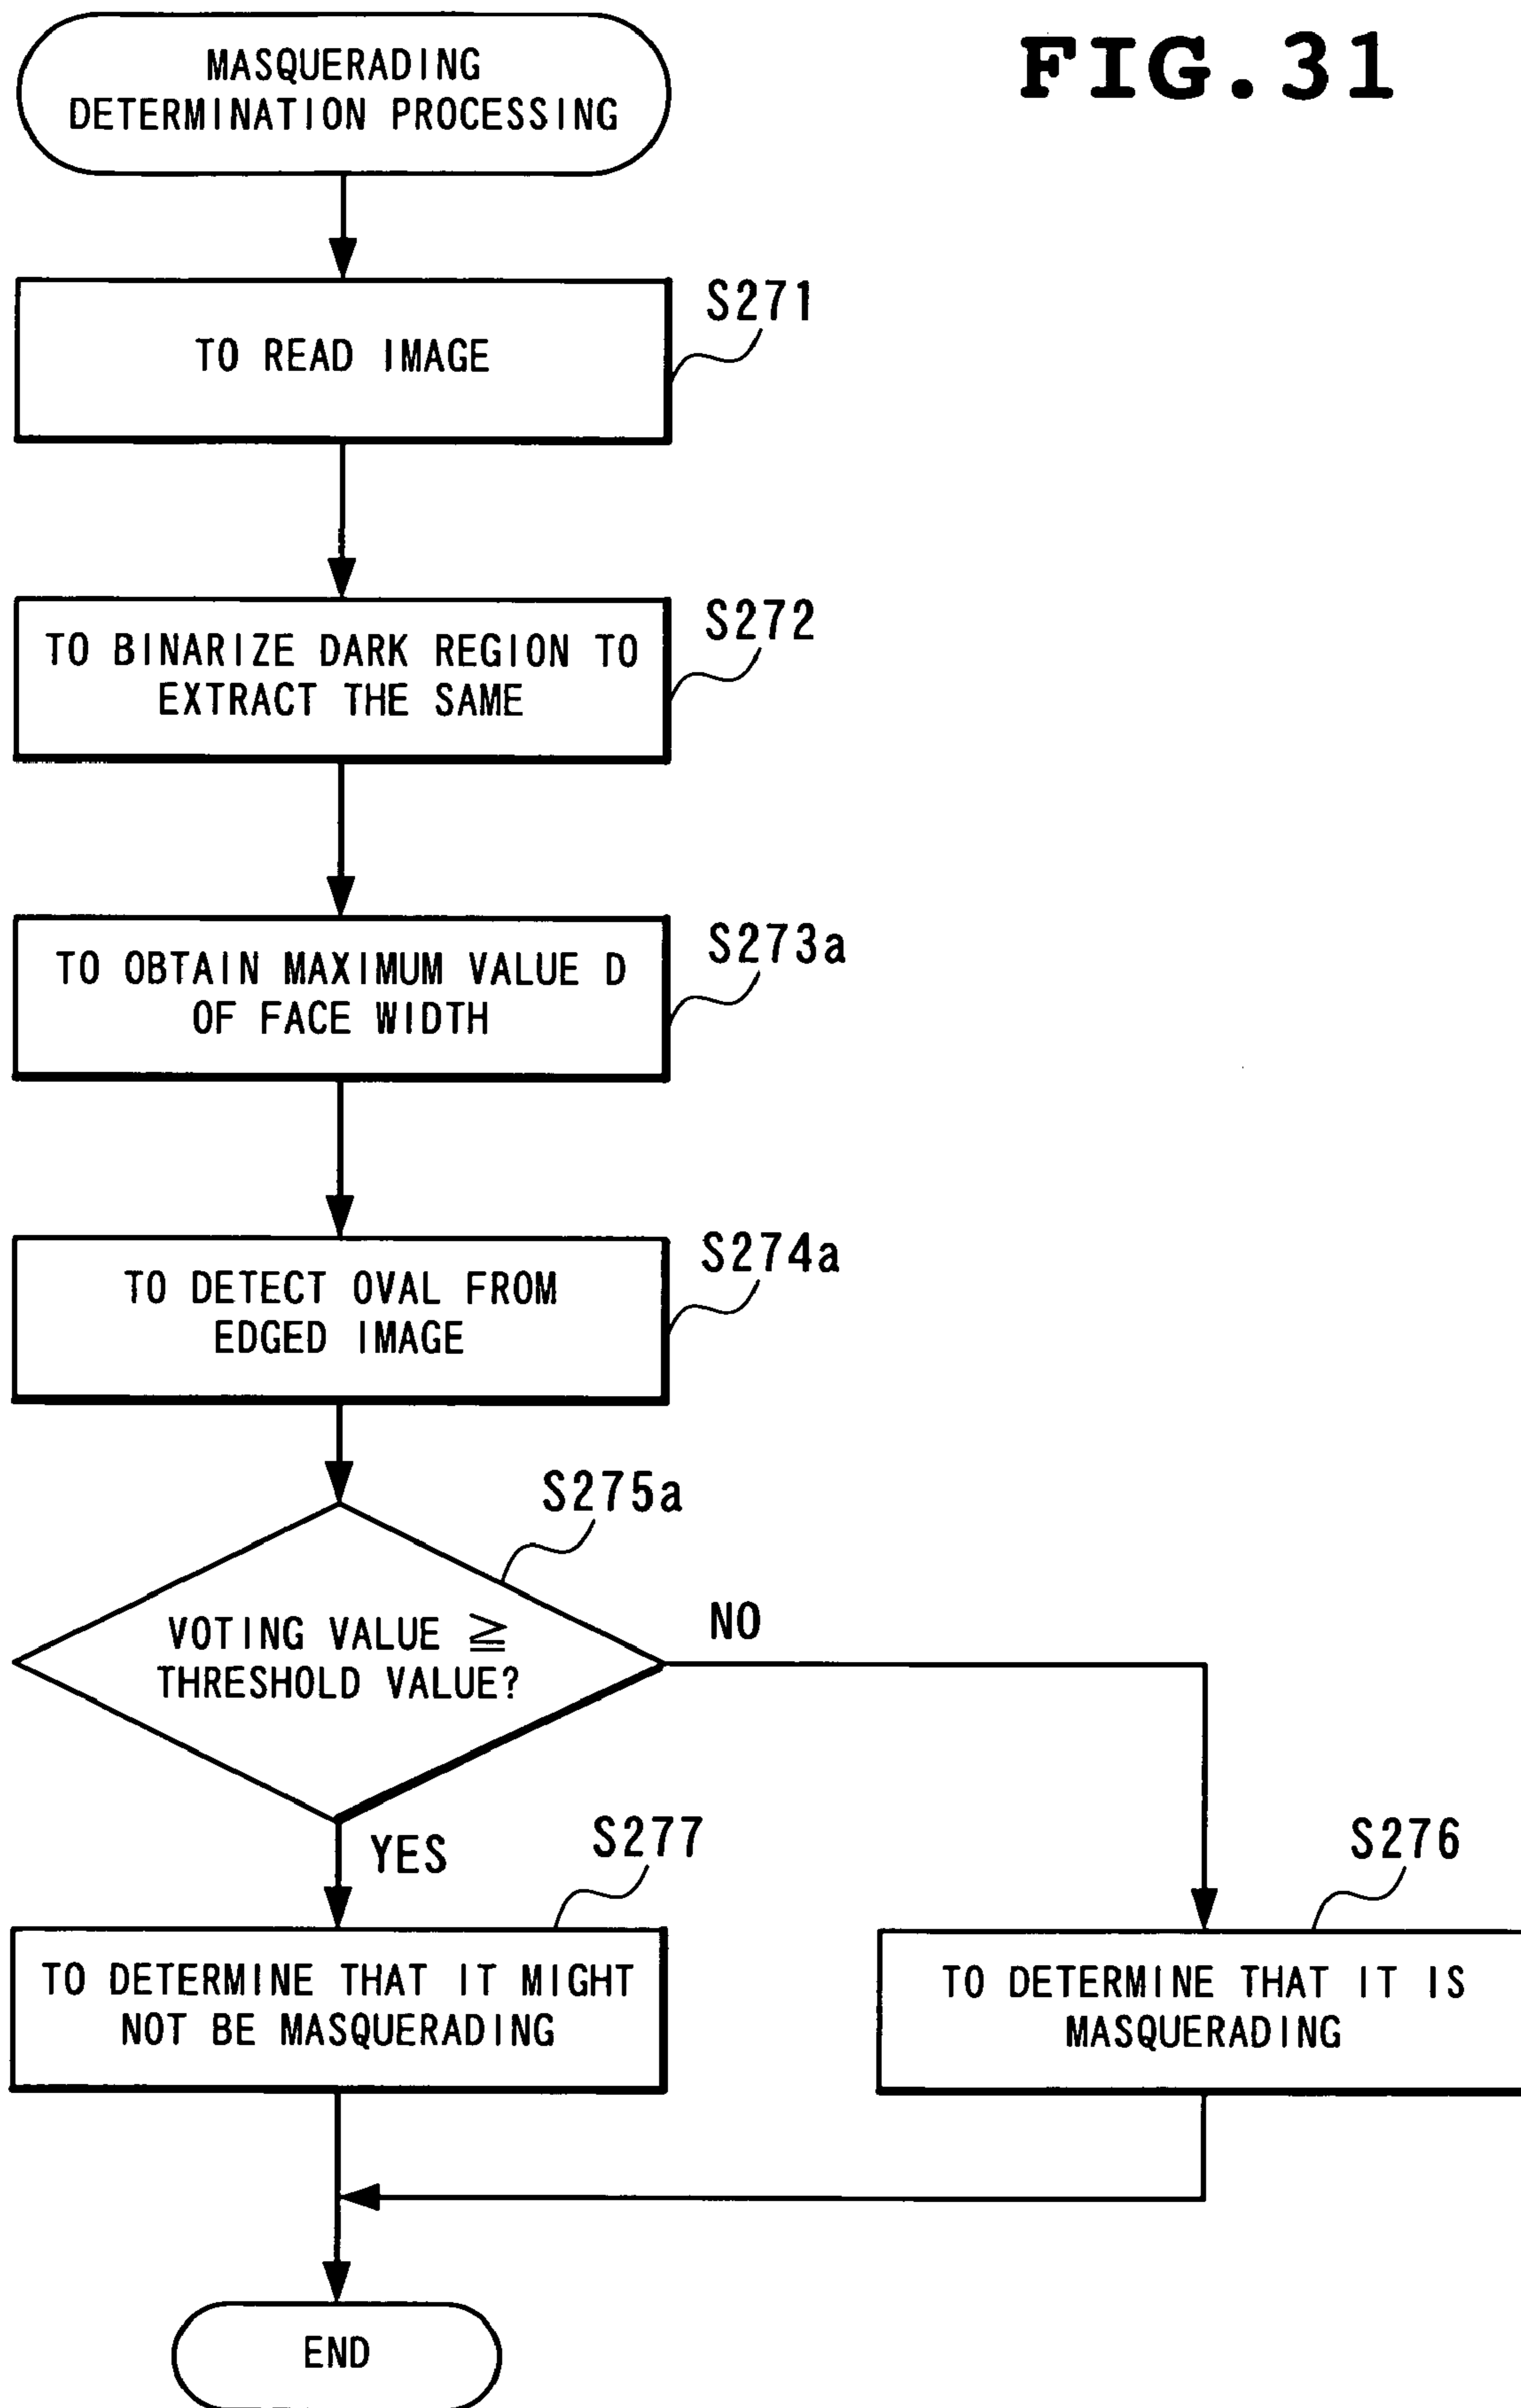 FIG.31
MASQUERADING
DETERMINATION PROCESSING
S271
TO READ IMAGE
S272
TO BINARIZE DARK REGION TO
EXTRACT THE SAME
S273a
TO OBTAIN MAXIMUM VALUE D
OF FACE WIDTH
S274a
TO DETECT OVAL FROM
EDGED IMAGE
S275a
VOTING VALUE ≧
THRESHOLD VALUE?
NO
YES
S277
TO DETERMINE THAT IT MIGHT
NOT BE MASQUERADING
S276
TO DETERMINE THAT IT IS
MASQUERADING
END